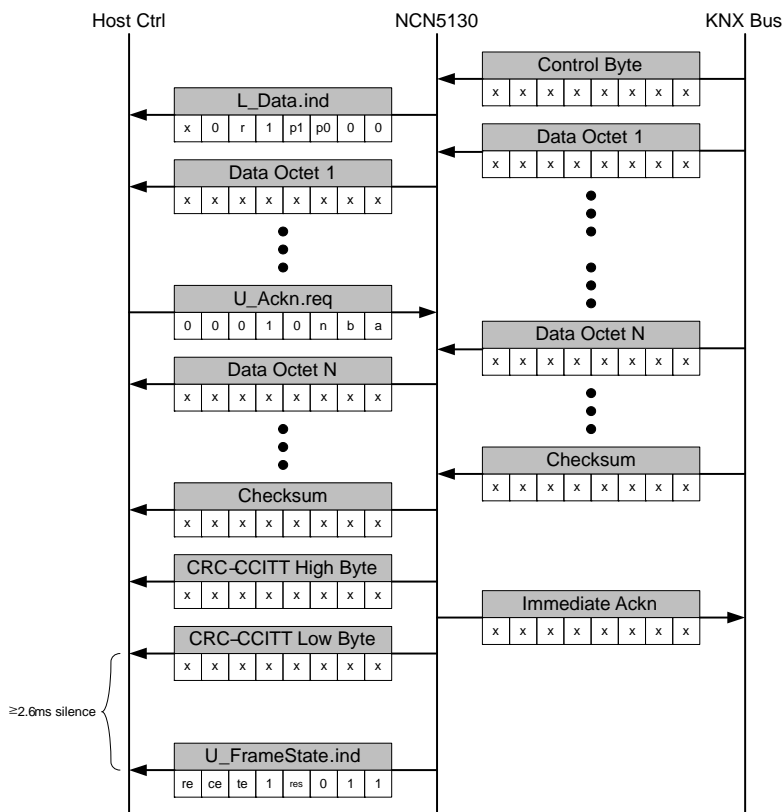 Host Ctrl NCN5130 KNX Bus
Control Byte
x x x x x x x x
L_Data.ind
x 0 r 1 p1 p0 0 0
Data Octet 1
x x x x x x x x
Data Octet 1
x x x x x x x x
U_Ackn.req
0 0 0 1 0 n b a
Data Octet N
x x x x x x x x
Data Octet N
x x x x x x x x
Checksum
x x x x x x x x
Checksum
x x x x x x x x
CRC-CCITT High Byte
x x x x x x x x
Immediate Ackn
x x x x x x x x
CRC-CCITT Low Byte
x x x x x x x x
≥2.6ms silence
U_FrameState.ind
re ce te 1 res 0 1 1